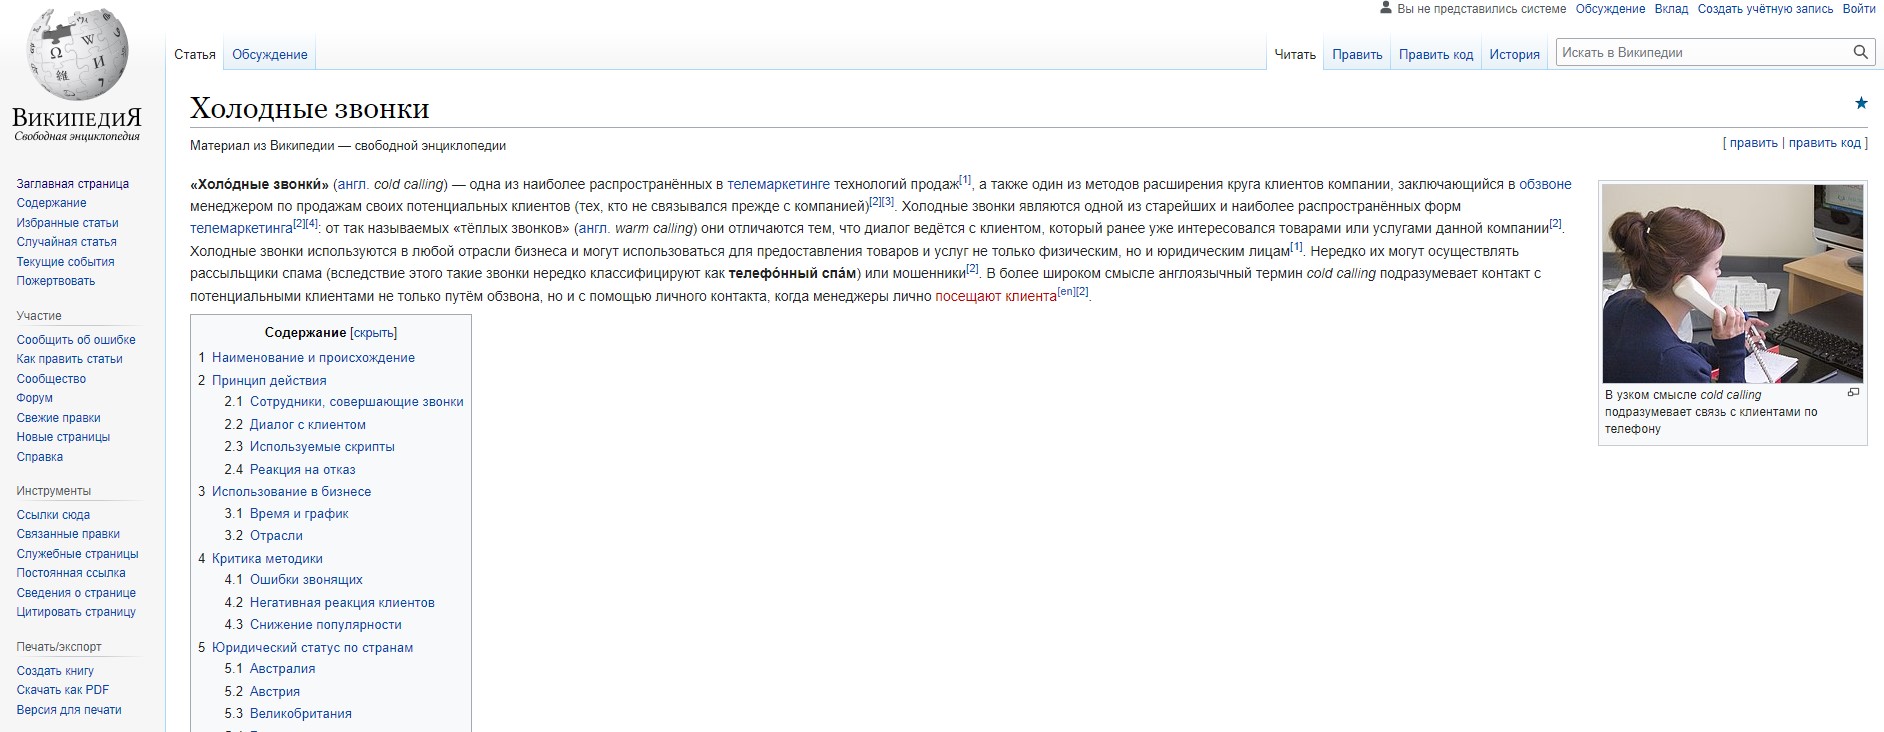 Вы не представились системе Обсуждение Вклад Создать учётную запись Войти
Статья Обсуждение Читать Править Править код История Искать в Википедии
ВИКИПЕДИЯ
Свободная энциклопедия
Заглавная страница
Содержание
Избранные статьи
Случайная статья
Текущие события
Пожертвовать
Участие
Сообщить об ошибке
Как править статьи
Сообщество
Форум
Свежие правки
Новые страницы
Справка
Инструменты
Ссылки сюда
Связанные правки
Служебные страницы
Постоянная ссылка
Сведения о странице
Цитировать страницу
Печать/экспорт
Создать книгу
Скачать как PDF
Версия для печати
Холодные звонки
Материал из Википедии — свободной энциклопедии
[ править | править код ]
«Холо́дные звонки́» (англ. cold calling) — одна из наиболее распространённых в телемаркетинге технологий продаж[1], а также один из методов расширения круга клиентов компании, заключающийся в обзвоне
менеджером по продажам своих потенциальных клиентов (тех, кто не связывался прежде с компанией)[2][3]. Холодные звонки являются одной из старейших и наиболее распространённых форм
телемаркетинга[2][4]: от так называемых «тёплых звонков» (англ. warm calling) они отличаются тем, что диалог ведётся с клиентом, который ранее уже интересовался товарами или услугами данной компании[2].
Холодные звонки используются в любой отрасли бизнеса и могут использоваться для предоставления товаров и услуг не только физическим, но и юридическим лицам[1]. Нередко их могут осуществлять
рассыльщики спама (вследствие этого такие звонки нередко классифицируют как телефо́нный спа́м) или мошенники[2]. В более широком смысле англоязычный термин cold calling подразумевает контакт с
потенциальными клиентами не только путём обзвона, но и с помощью личного контакта, когда менеджеры лично посещают клиента[en][2].
В узком смысле cold calling
подразумевает связь с клиентами по
телефону
Содержание [скрыть]
1 Наименование и происхождение
2 Принцип действия
2.1 Сотрудники, совершающие звонки
2.2 Диалог с клиентом
2.3 Используемые скрипты
2.4 Реакция на отказ
3 Использование в бизнесе
3.1 Время и график
3.2 Отрасли
4 Критика методики
4.1 Ошибки звонящих
4.2 Негативная реакция клиентов
4.3 Снижение популярности
5 Юридический статус по странам
5.1 Австралия
5.2 Австрия
5.3 Великобритания